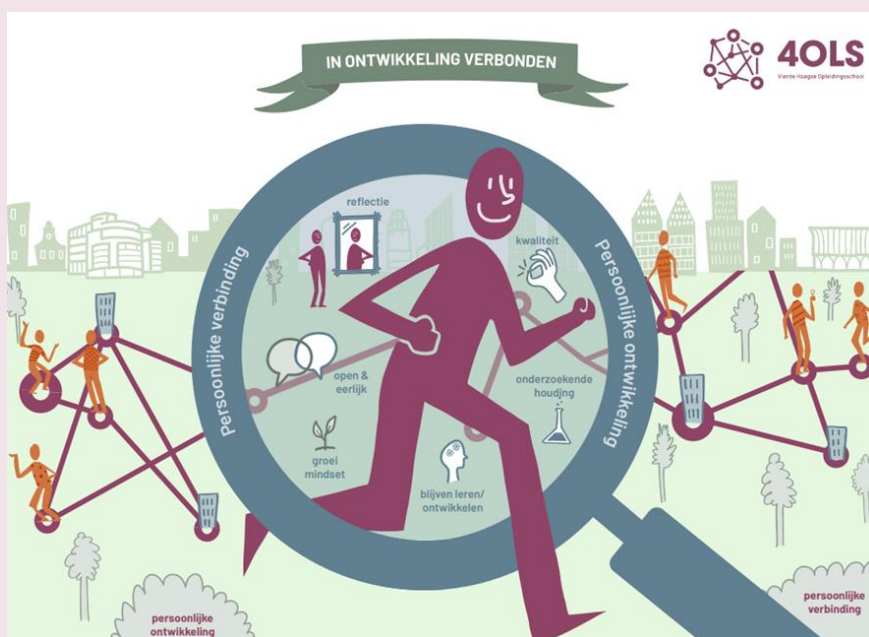 IN ONTWIKKELING VERBONDEN
4OLS
Vierde Haagse Opleidingsschool
Persoonlijke verbinding
Persoonlijke ontwikkeling
reflectie
kwaliteit
open &
eerlijk
onderzoekende
houding
groei
mindset
blijven leren/
ontwikkelen
persoonlijke
ontwikkeling
persoonlijke
verbinding